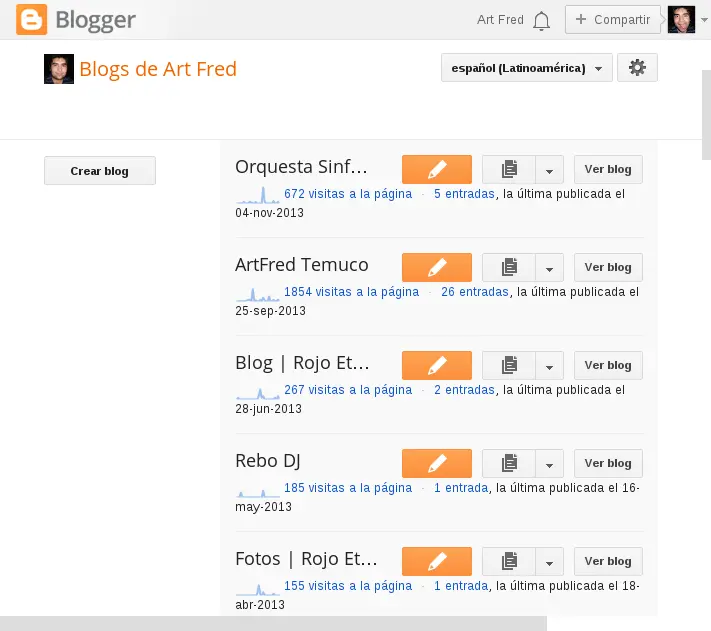 Blogger
Art Fred
+ Compartir
Blogs de Art Fred
español (Latinoamérica)
Crear blog
Orquesta Sinf...
Ver blog
672 visitas a la página · 5 entradas, la última publicada el
04-nov-2013
ArtFred Temuco
Ver blog
1854 visitas a la página · 26 entradas, la última publicada el
25-sep-2013
Blog | Rojo Et...
Ver blog
267 visitas a la página · 2 entradas, la última publicada el
28-jun-2013
Rebo DJ
Ver blog
185 visitas a la página · 1 entrada, la última publicada el 16-
may-2013
Fotos | Rojo Et...
Ver blog
155 visitas a la página · 1 entrada, la última publicada el 18-
abr-2013